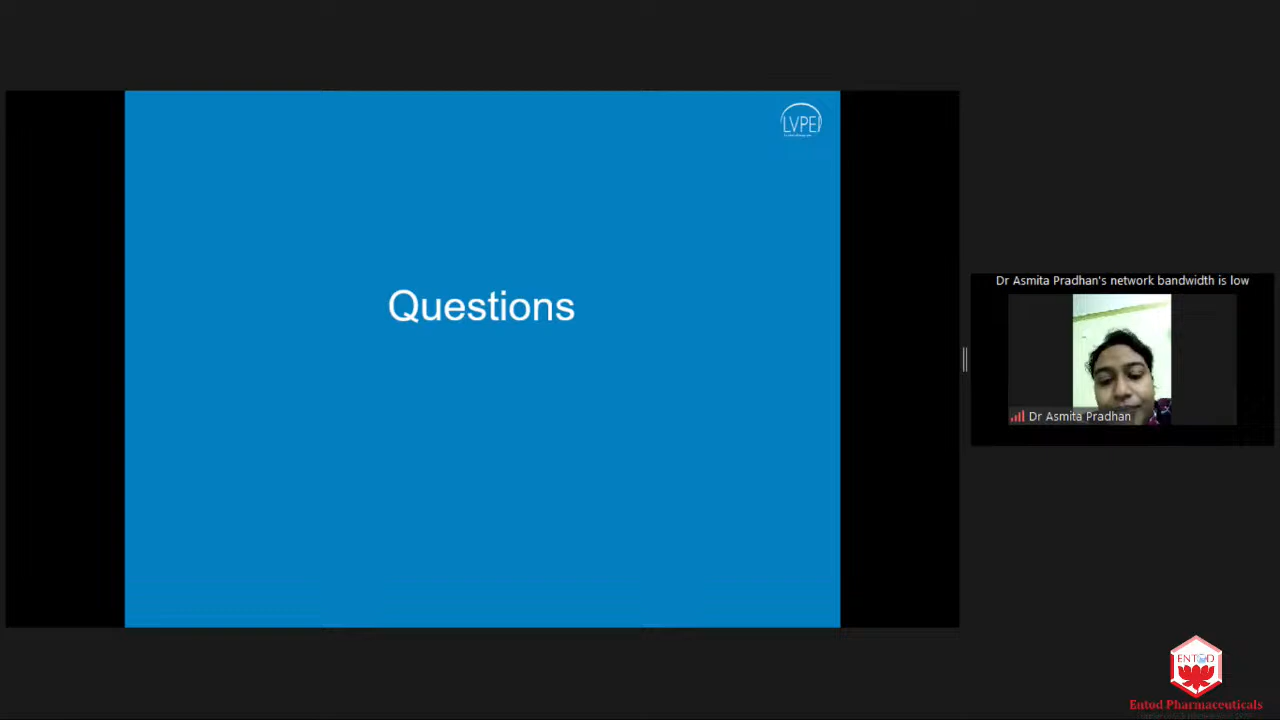 LVPEI
Questions
Dr Asmita Pradhan's network bandwidth is low
Dr Asmita Pradhan
ENTOD
Entod Pharmaceuticals